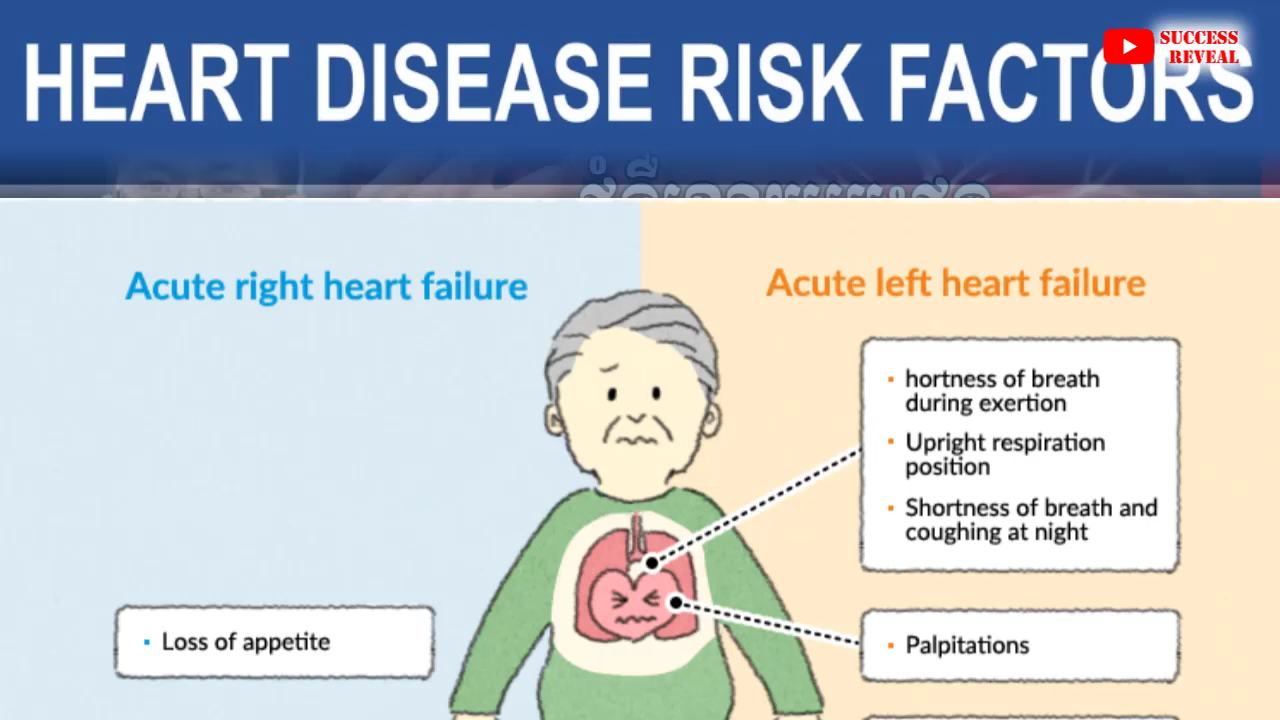 HEART DISEASE RISK FACTORS
SUCCESS
REVEAL
Acute right heart failure
Acute left heart failure
hortness of breath
during exertion
Upright respiration
position
Shortness of breath and
coughing at night
Loss of appetite
Palpitations